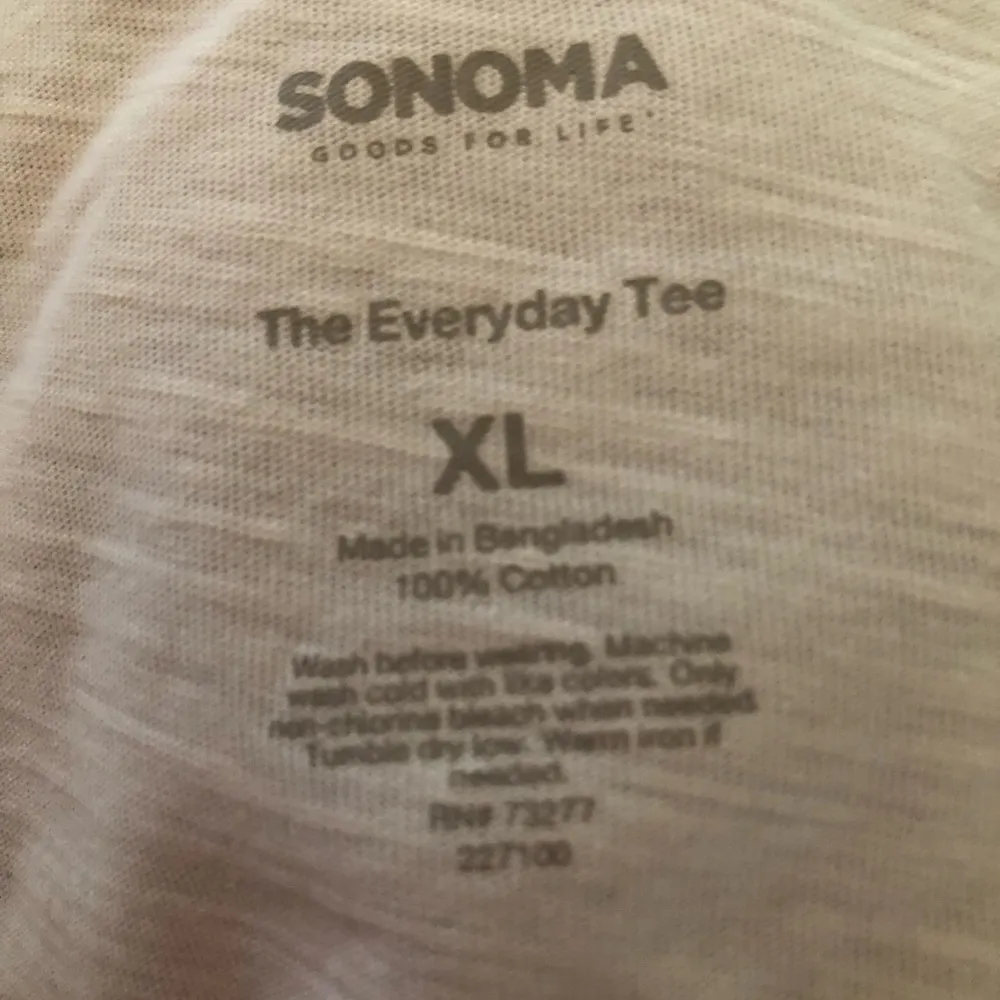 SONOMA
GOODS FOR LIFE
The Everyday Tee
XL
Made in Bangladesh
100% Cotton
Wash before wearing. Machine
wash cold with like colors. Only
non-chlorine bleach when needed.
Tumble dry low. Warm iron if
needed.
RN# 73277
227100